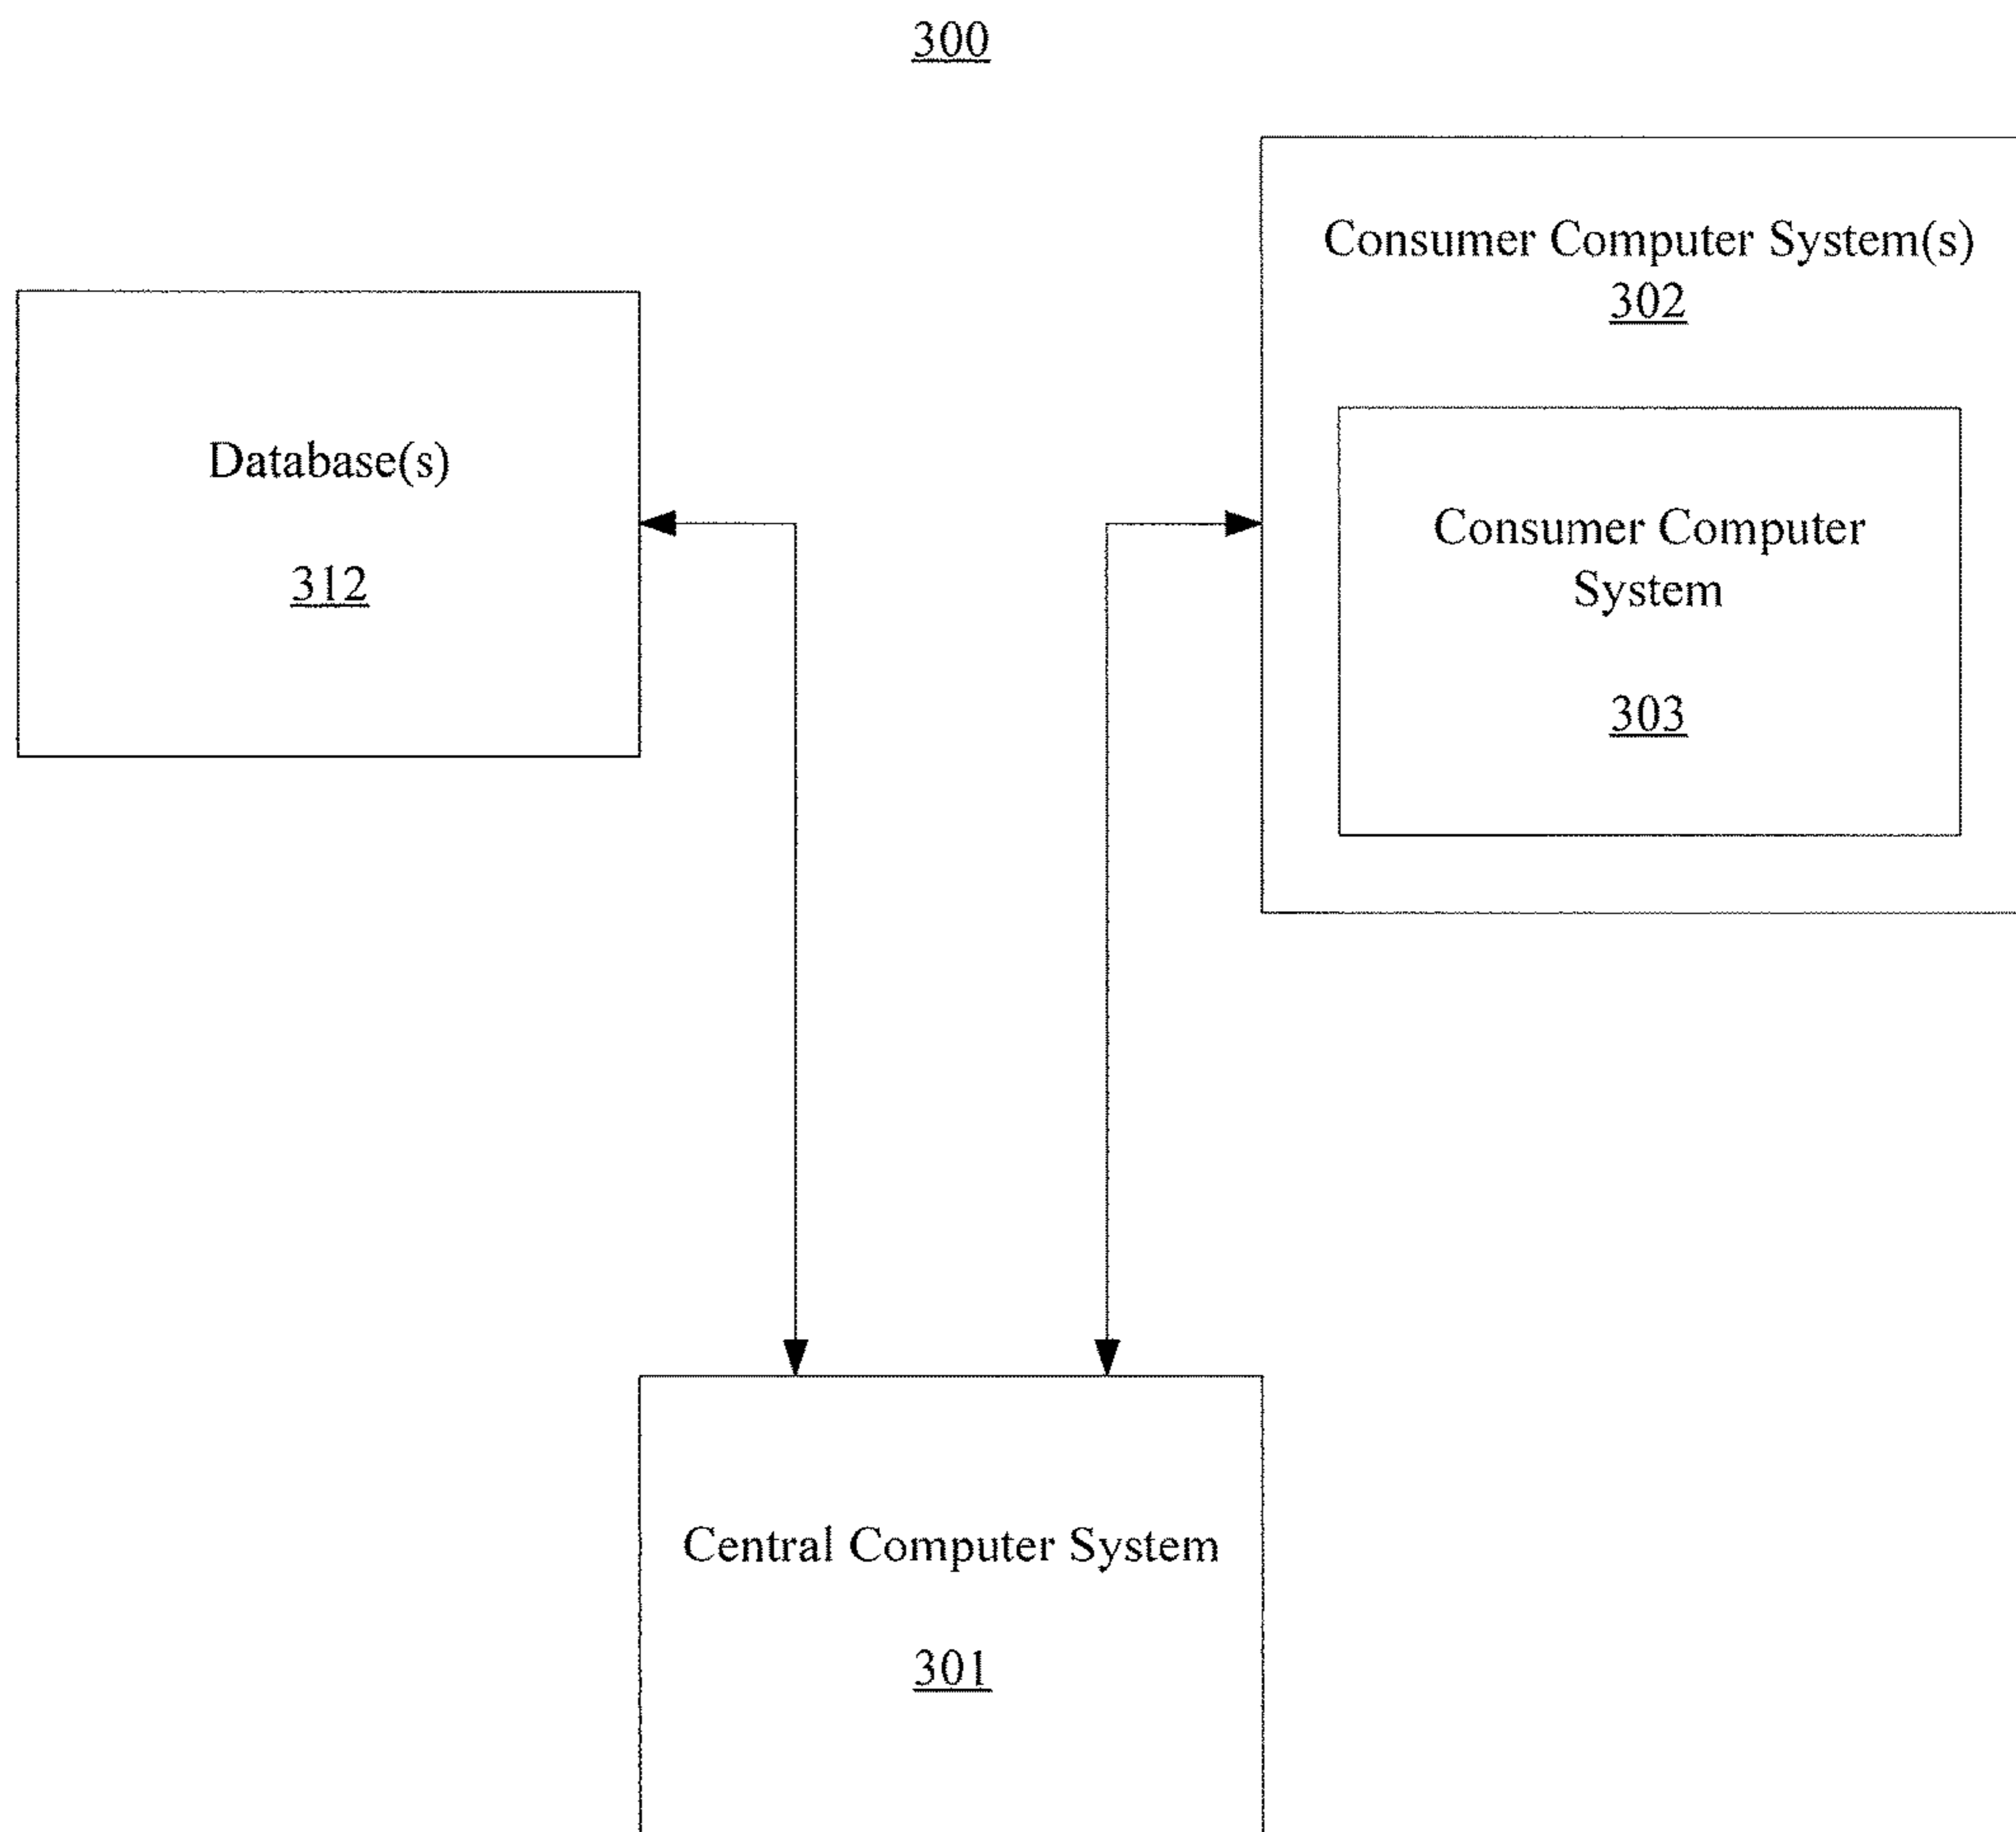 300
Consumer Computer System(s)
302
Database(s)
312
Consumer Computer
System
303
Central Computer System
301